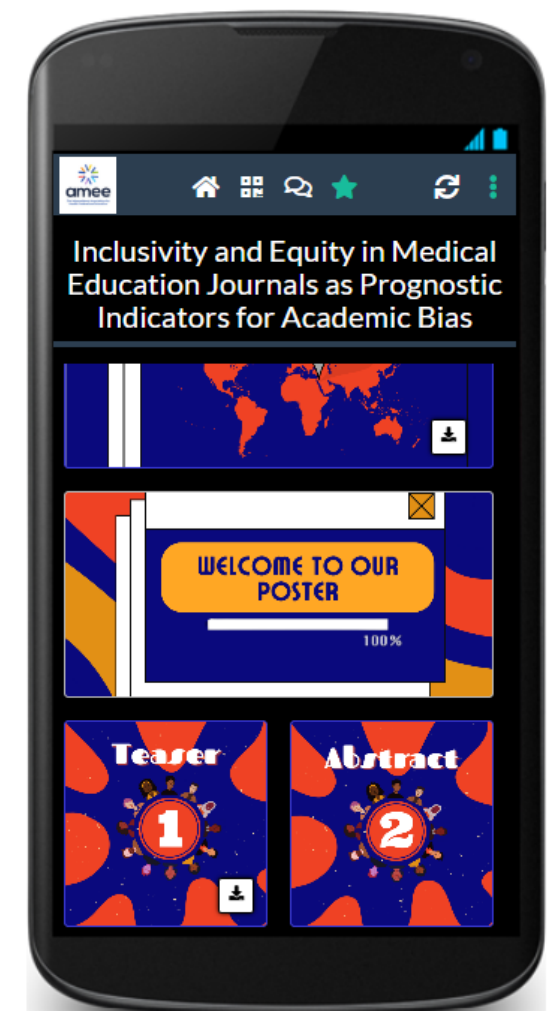 amee
Inclusivity and Equity in Medical
Education Journals as Prognostic
Indicators for Academic Bias
WELCOME TO OUR
POSTER
100%
Teaser
Abstract
1
2